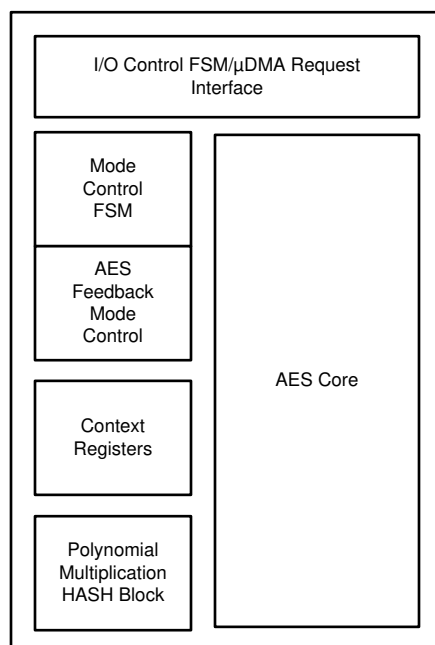 I/O Control FSM/µDMA Request
Interface
Mode
Control
FSM
AES
Feedback
Mode
Control
AES Core
Context
Registers
Polynomial
Multiplication
HASH Block